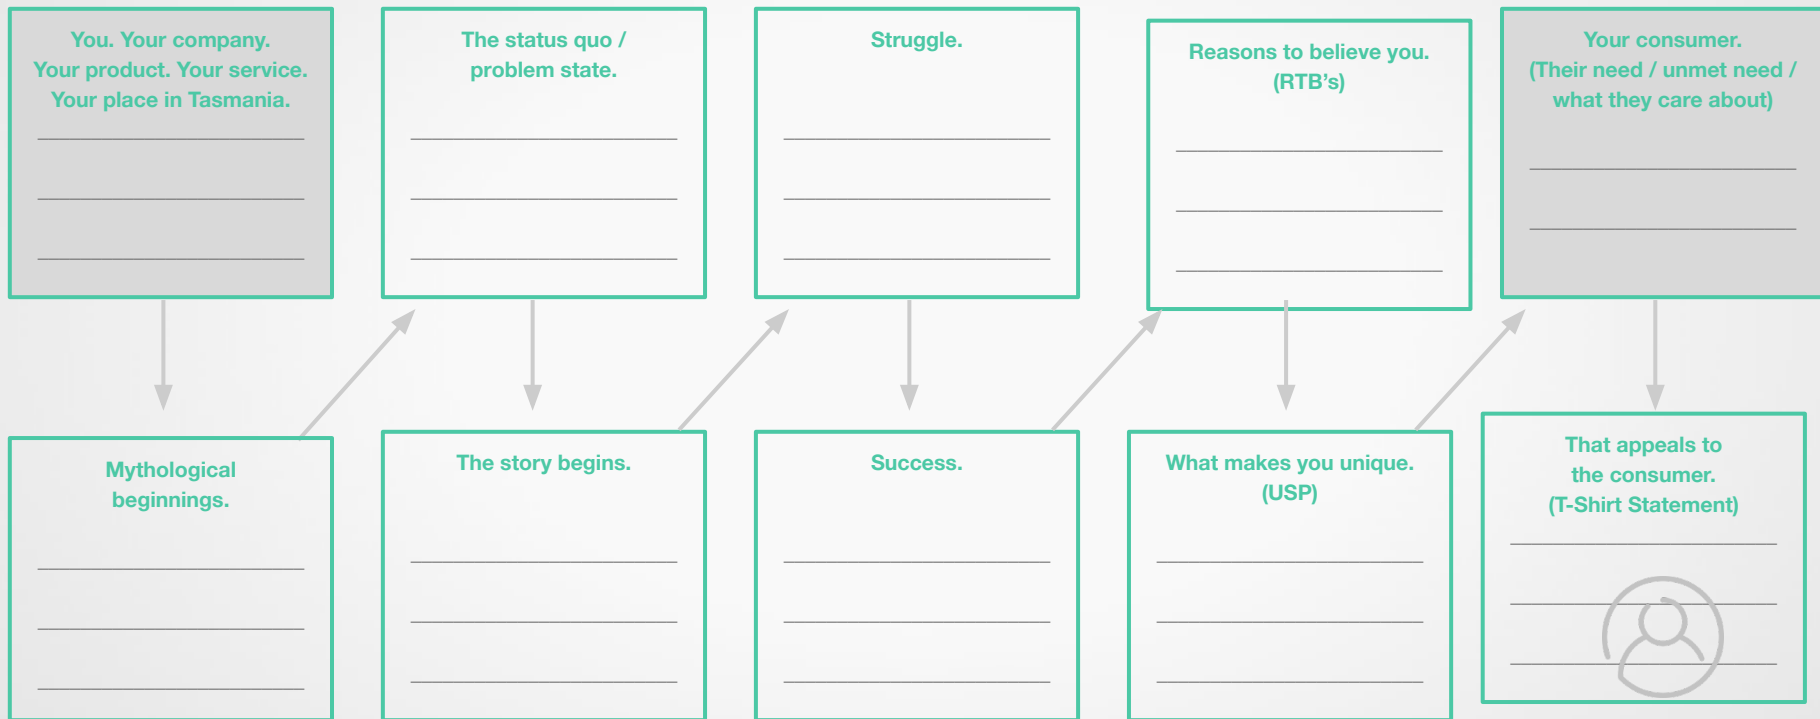 You. Your company.
Your product. Your service.
Your place in Tasmania.
Mythological
beginnings.
The status quo /
problem state.
The story begins.
Struggle.
Success.
Reasons to believe you.
(RTB's)
What makes you unique.
(USP)
Your consumer.
(Their need / unmet need /
what they care about)
That appeals to
the consumer.
(T-Shirt Statement)